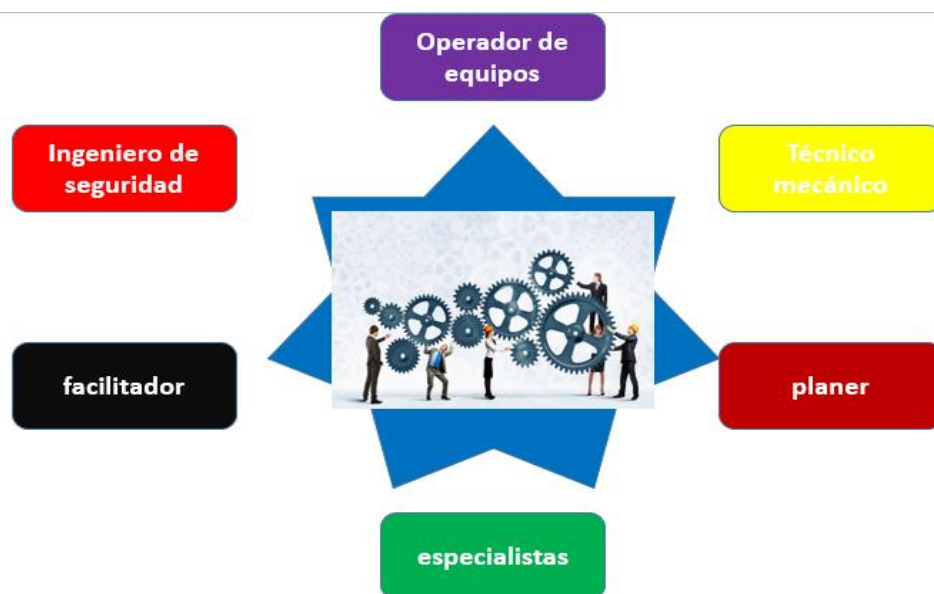 Operador de
equipos
Ingeniero de
seguridad
Técnico
mecánico
facilitador
planer
especialistas